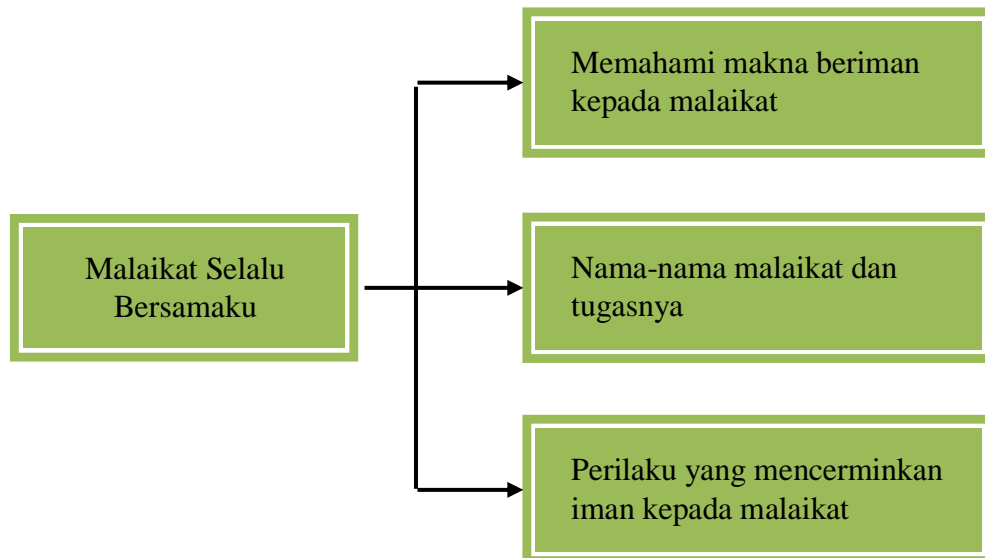 Malaikat Selalu
Bersamaku
Memahami makna beriman
kepada malaikat
Nama-nama malaikat dan
tugasnya
Perilaku yang mencerminkan
iman kepada malaikat